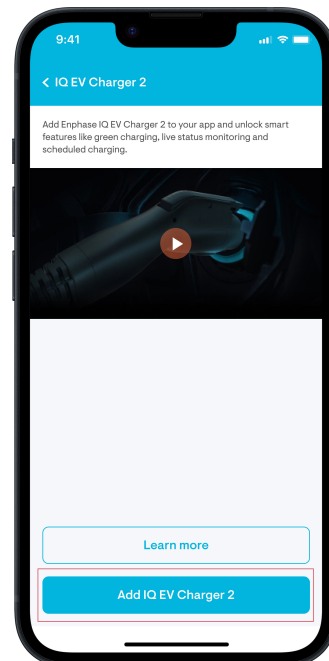 9:41
IQ EV Charger 2
Add Enphase IQ EV Charger 2 to your app and unlock smart
features like green charging, live status monitoring and
scheduled charging.
Learn more
Add IQ EV Charger 2